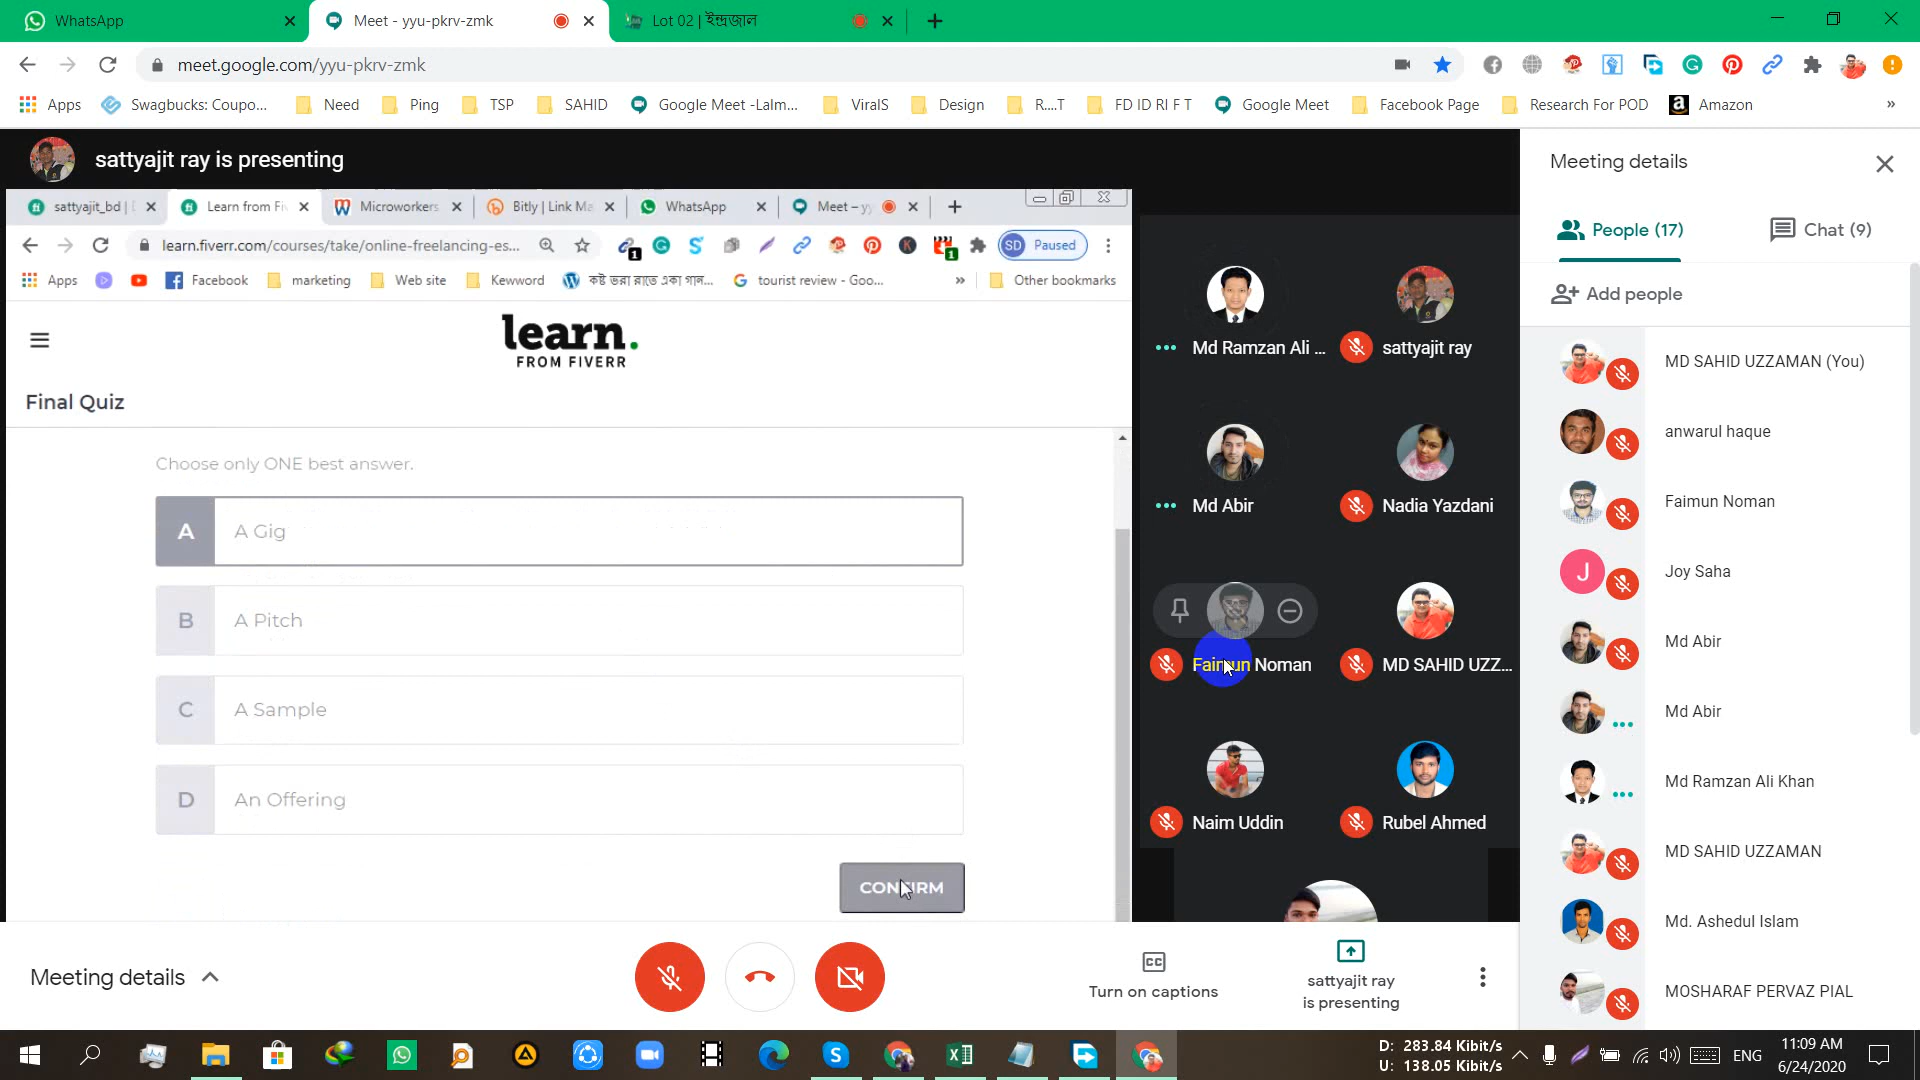 WhatsApp
Meet - yyu-pkrv-zmk
Lot 02 | ইন্দ্রজাল
meet.google.com/yyu-pkrv-zmk
Apps
Swagbucks: Coupo...
Need
Ping
TSP
SAHID
Google Meet -Lalm...
ViralS
Design
R....T
FD ID RI F T
Google Meet
Facebook Page
Research For POD
a
Amazon
»
sattyajit ray is presenting
sattyajit_bd |
Learn from Fi
Microworkers
Bitly | Link Ma
WhatsApp
Meet – yy
learn.fiverr.com/courses/take/online-freelancing-es...
1
1
SD
Paused
Apps
Facebook
marketing
Web site
Kewword
কষ্ট ভরা রাতে একা গান...
tourist review - Goo...
»
Other bookmarks
learn.
FROM FIVERR
Final Quiz
Choose only ONE best answer.
A
A Gig
B
A Pitch
C
A Sample
D
An Offering
CONFIRM
Md Ramzan Ali ...
sattyajit ray
Md Abir
Nadia Yazdani
Faimun Noman
MD SAHID UZZ...
Naim Uddin
Rubel Ahmed
Meeting details
People (17)
Chat (9)
Add people
MD SAHID UZZAMAN (You)
anwarul haque
Faimun Noman
J
Joy Saha
Md Abir
Md Abir
Md Ramzan Ali Khan
MD SAHID UZZAMAN
Md. Ashedul Islam
MOSHARAF PERVAZ PIAL
Meeting details
CC
Turn on captions
sattyajit ray
is presenting
D: 283.84 Kibit/s
U: 138.05 Kibit/s
ENG
11:09 AM
6/24/2020